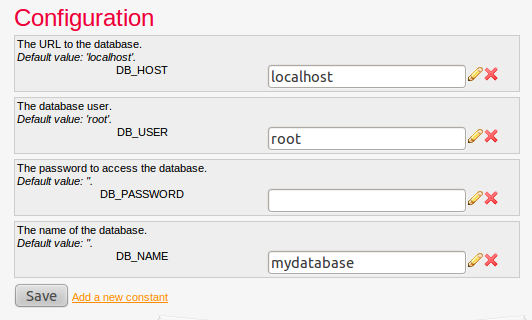 Configuration
The URL to the database.
Default value: 'localhost'.
DB_HOST localhost
The database user.
Default value: 'root'.
DB_USER root
The password to access the database.
Default value: ''.
DB_PASSWORD
The name of the database.
Default value: ''.
DB_NAME mydatabase
Save Add a new constant